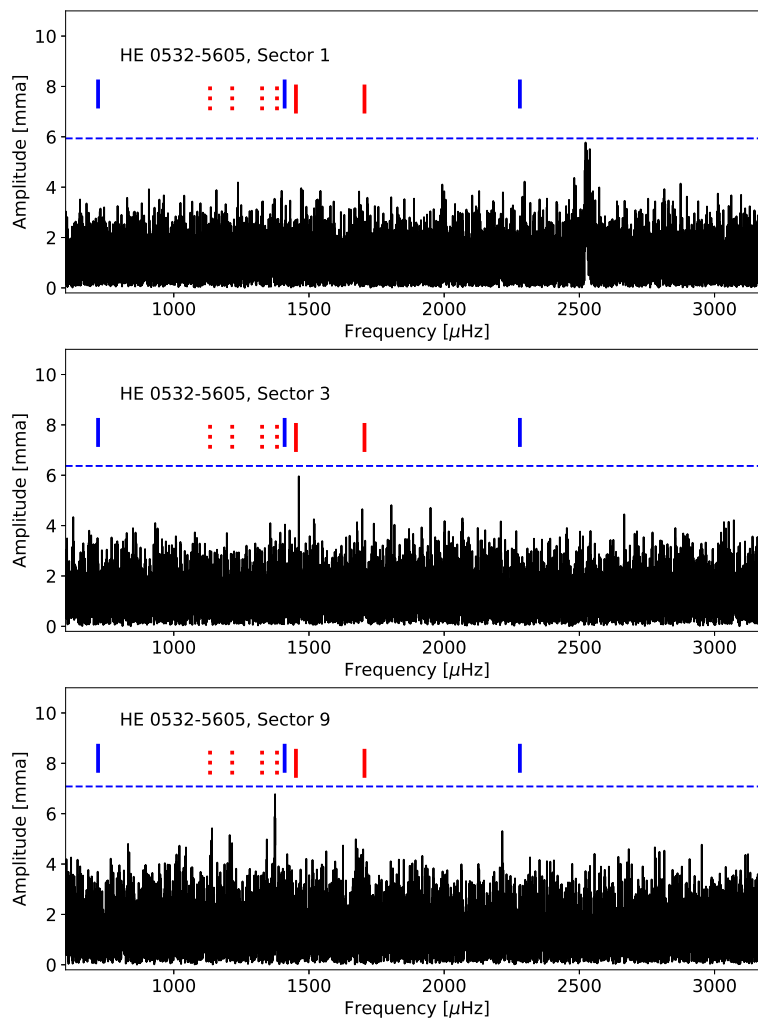 10
8
6
4
2
0
Amplitude [mma]
HE 0532-5605, Sector 1
1000 1500 2000 2500 3000
Frequency [μHz]
10
8
6
4
2
0
Amplitude [mma]
HE 0532-5605, Sector 3
1000 1500 2000 2500 3000
Frequency [μHz]
10
8
6
4
2
0
Amplitude [mma]
HE 0532-5605, Sector 9
1000 1500 2000 2500 3000
Frequency [μHz]